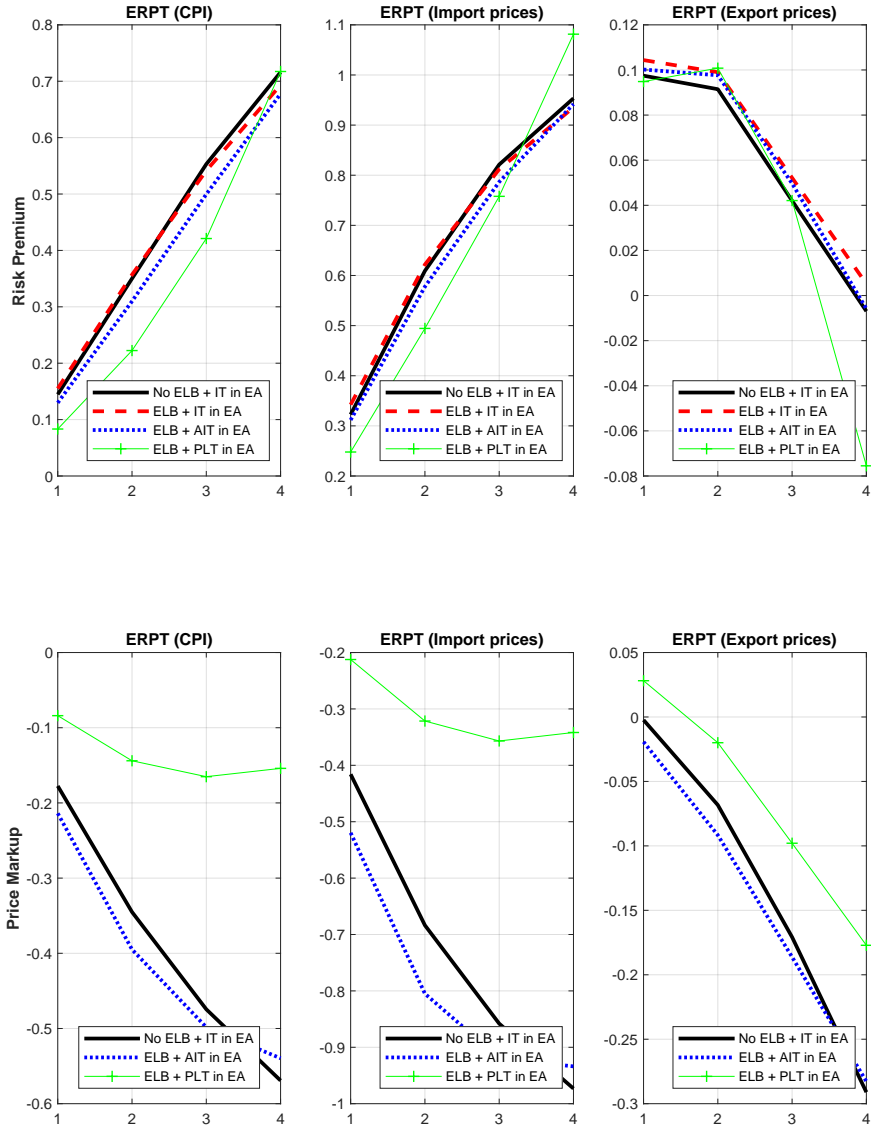 ERPT (CPI)
Risk Premium
0.8
0.7
0.6
0.5
0.4
0.3
0.2
0.1
0
1 2 3 4
No ELB + IT in EA
ELB + IT in EA
ELB + AIT in EA
ELB + PLT in EA
ERPT (Import prices)
1.1
1
0.9
0.8
0.7
0.6
0.5
0.4
0.3
0.2
1 2 3 4
No ELB + IT in EA
ELB + IT in EA
ELB + AIT in EA
ELB + PLT in EA
ERPT (Export prices)
0.12
0.1
0.08
0.06
0.04
0.02
0
-0.02
-0.04
-0.06
-0.08
1 2 3 4
No ELB + IT in EA
ELB + IT in EA
ELB + AIT in EA
ELB + PLT in EA
ERPT (CPI)
Price Markup
0
-0.1
-0.2
-0.3
-0.4
-0.5
-0.6
1 2 3 4
No ELB + IT in EA
ELB + AIT in EA
ELB + PLT in EA
ERPT (Import prices)
-0.2
-0.3
-0.4
-0.5
-0.6
-0.7
-0.8
-0.9
-1
1 2 3 4
No ELB + IT in EA
ELB + AIT in EA
ELB + PLT in EA
ERPT (Export prices)
0.05
0
-0.05
-0.1
-0.15
-0.2
-0.25
-0.3
1 2 3 4
No ELB + IT in EA
ELB + AIT in EA
ELB + PLT in EA